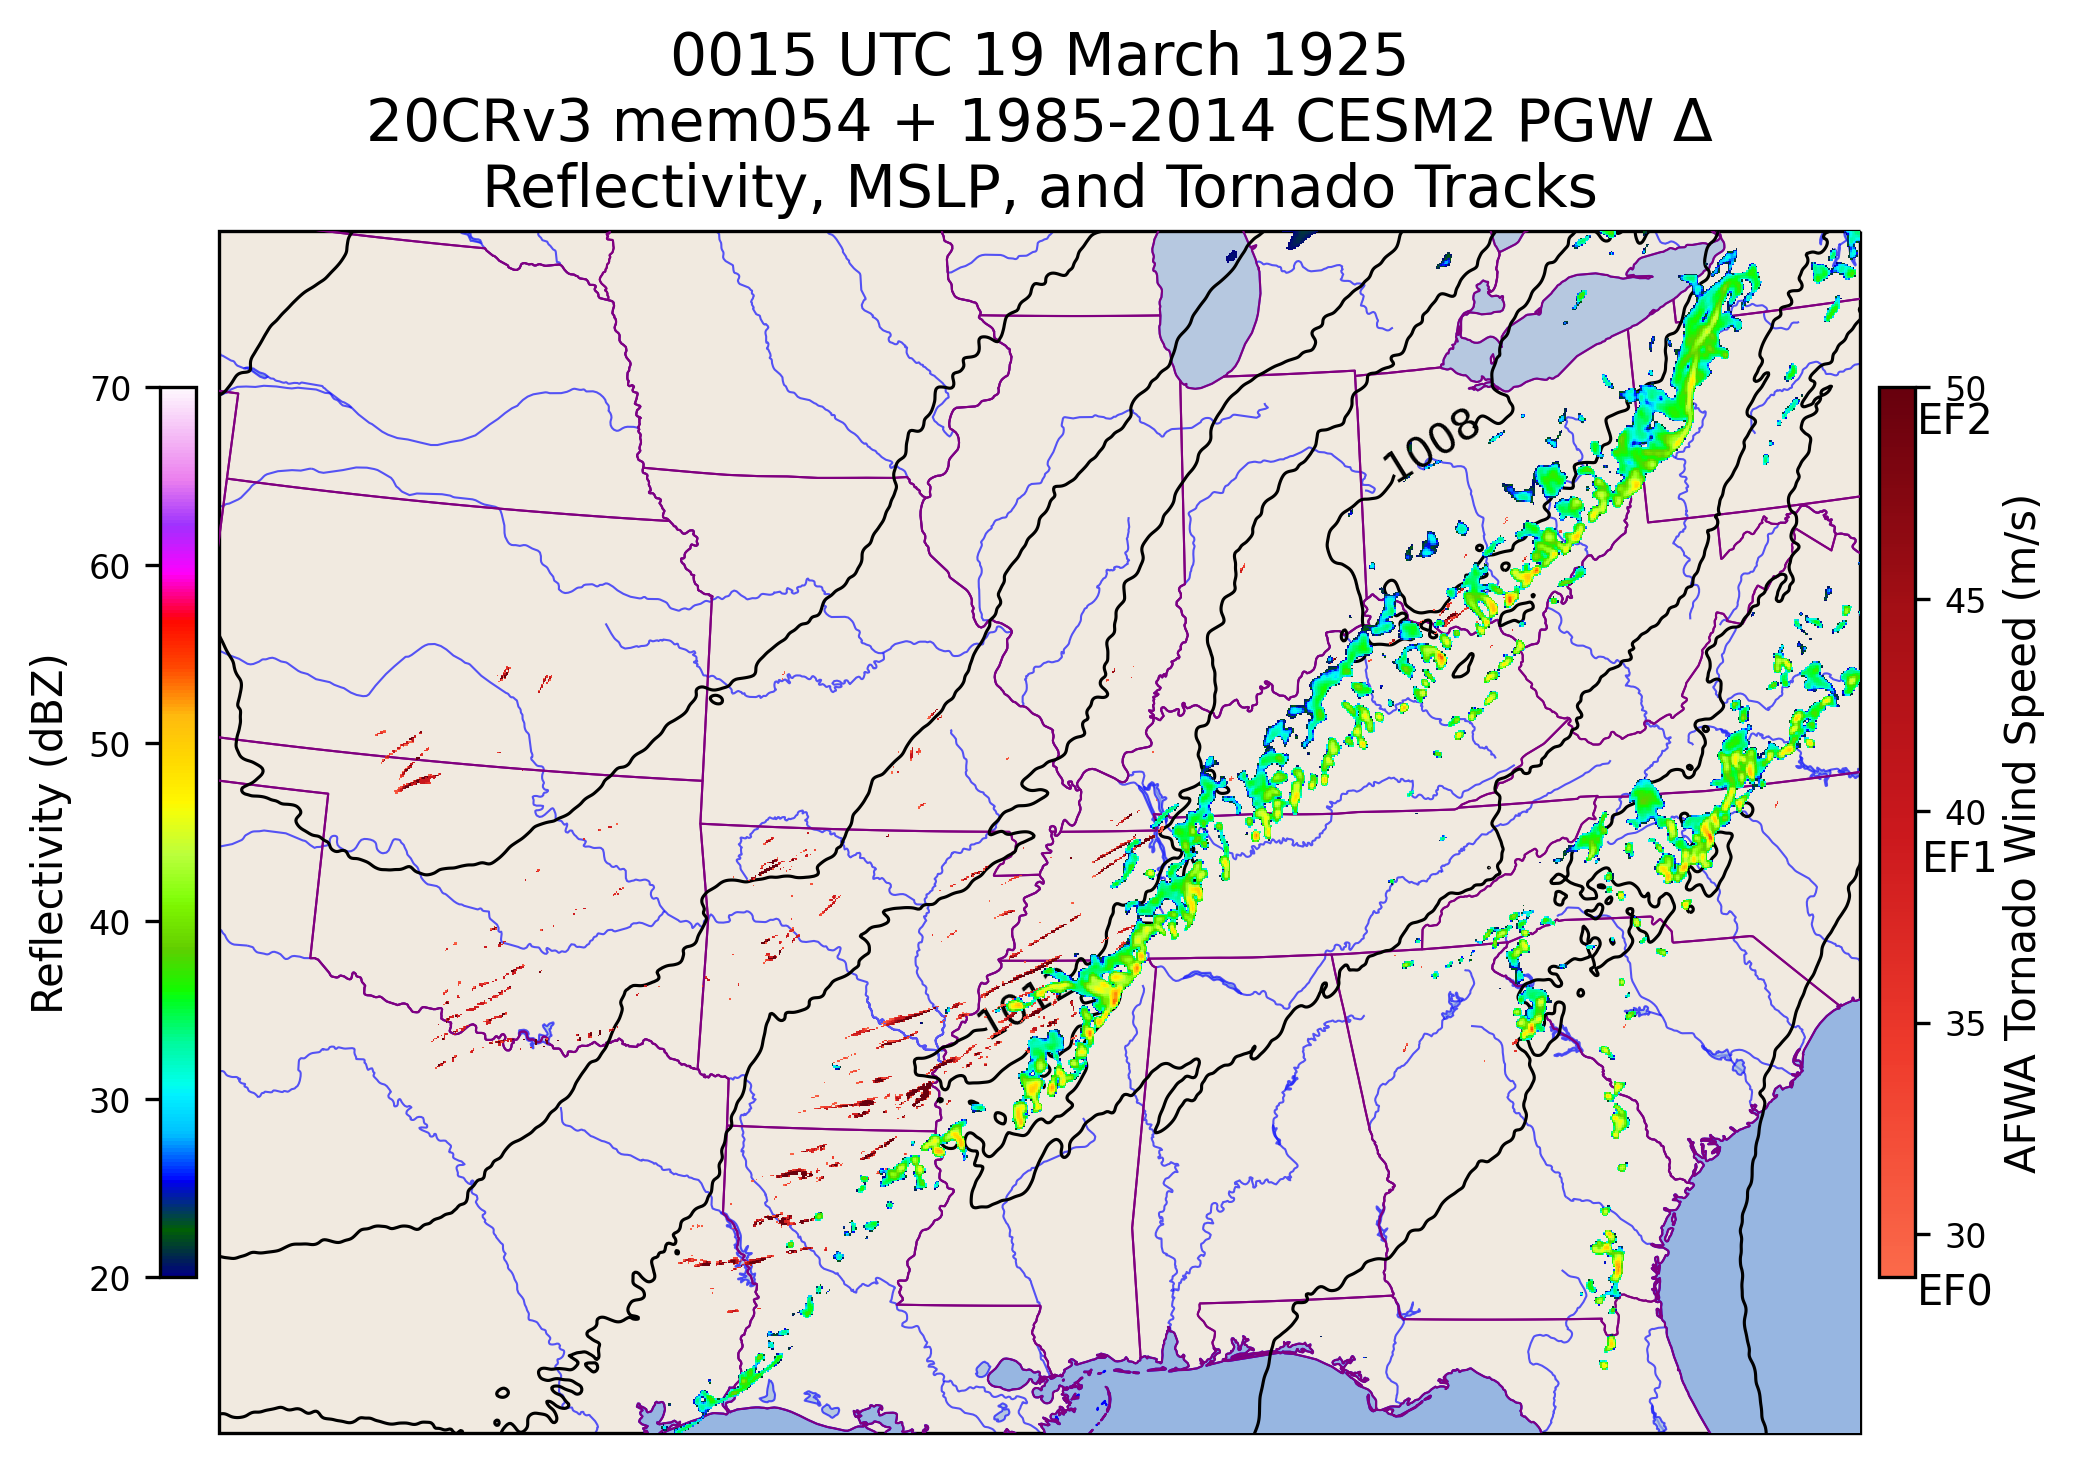 0015 UTC 19 March 1925
20CRv3 mem054 + 1985-2014 CESM2 PGW Δ
Reflectivity, MSLP, and Tornado Tracks
Reflectivity (dBZ)
70
60
50
40
30
20
1008
50
EF2
45
40
EF1
35
30
EF0
AFWA Tornado Wind Speed (m/s)